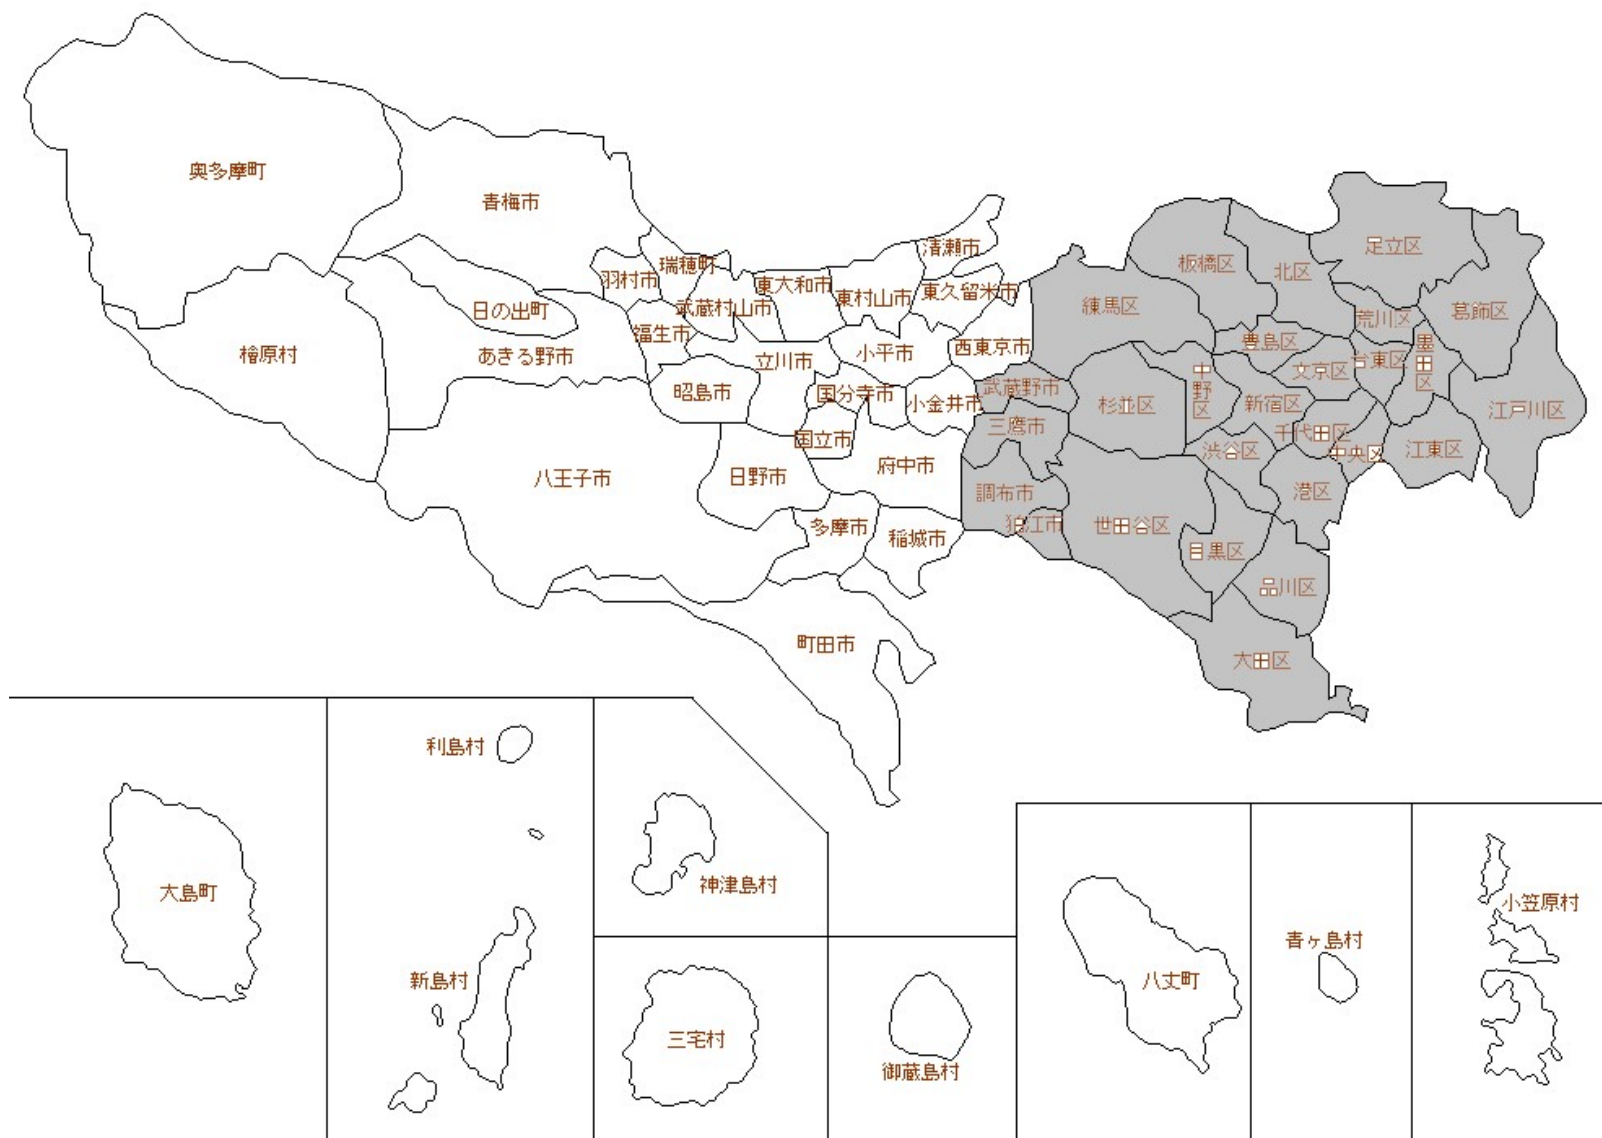 奥多摩町
青梅市
檜原村
日の出町
あきる野市
羽村市
瑞穂町
福生市
武蔵村山市
東大和市
東村山市
清瀬市
東久留米市
昭島市
立川市
小平市
西東京市
国分寺市
小金井市
国立市
府中市
八王子市
日野市
多摩市
稲城市
町田市
武蔵野市
三鷹市
調布市
狛江市
練馬区
板橋区
北区
足立区
葛飾区
荒川区
豊島区
文京区
台東区
墨田区
江戸川区
杉並区
中野区
新宿区
千代田区
中央区
江東区
渋谷区
港区
世田谷区
目黒区
品川区
大田区
利島村
大島町
新島村
神津島村
三宅村
御蔵島村
八丈町
青ヶ島村
小笠原村